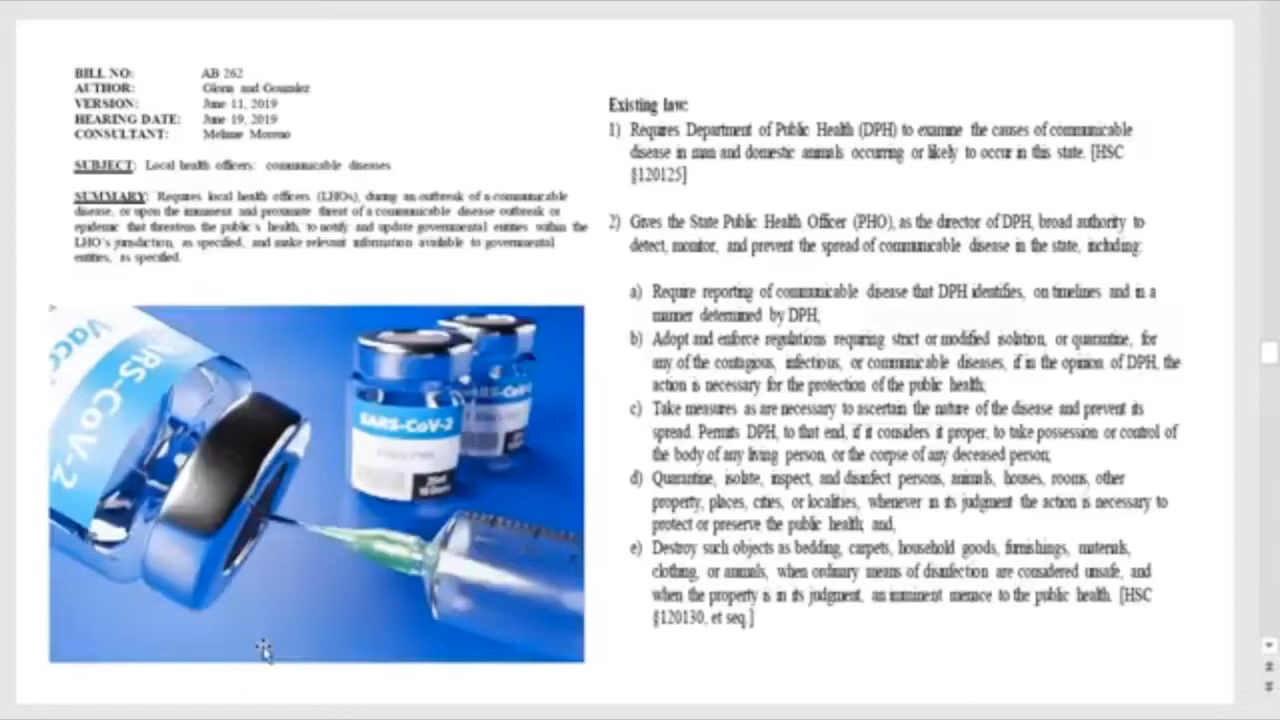 BILL NO: AB 262
AUTHOR: Gloria and Gonzalez
VERSION: June 11, 2019
HEARING DATE: June 19, 2019
CONSULTANT: Melanie Moreno
SUBJECT: Local health officers: communicable diseases
SUMMARY: Requires local health officers (LHOs), during an outbreak of a communicable
disease, or upon the imminent and proximate threat of a communicable disease outbreak or
epidemic that threatens the public's health, to notify and update governmental entities within the
LHO's jurisdiction, as specified, and make relevant information available to governmental
entities, as specified.
Vacc
ARS-CoV-2
SARS-CoV-2
ARS-CoV
Existing law:
1) Requires Department of Public Health (DPH) to examine the causes of communicable
disease in man and domestic animals occurring or likely to occur in this state. [HSC
§120125]
2) Gives the State Public Health Officer (PHO), as the director of DPH, broad authority to
detect, monitor, and prevent the spread of communicable disease in the state, including:
a) Require reporting of communicable disease that DPH identifies, on timelines and in a
manner determined by DPH;
b) Adopt and enforce regulations requiring strict or modified isolation, or quarantine, for
any of the contagious, infectious, or communicable diseases, if in the opinion of DPH, the
action is necessary for the protection of the public health;
c) Take measures as are necessary to ascertain the nature of the disease and prevent its
spread. Permits DPH, to that end, if it considers it proper, to take possession or control of
the body of any living person, or the corpse of any deceased person;
d) Quarantine, isolate, inspect, and disinfect persons, animals, houses, rooms, other
property, places, cities, or localities, whenever in its judgment the action is necessary to
protect or preserve the public health; and,
e) Destroy such objects as bedding, carpets, household goods, furnishings, materials,
clothing, or animals, when ordinary means of disinfection are considered unsafe, and
when the property is in its judgment, an imminent menace to the public health. [HSC
§120130, et seq.]